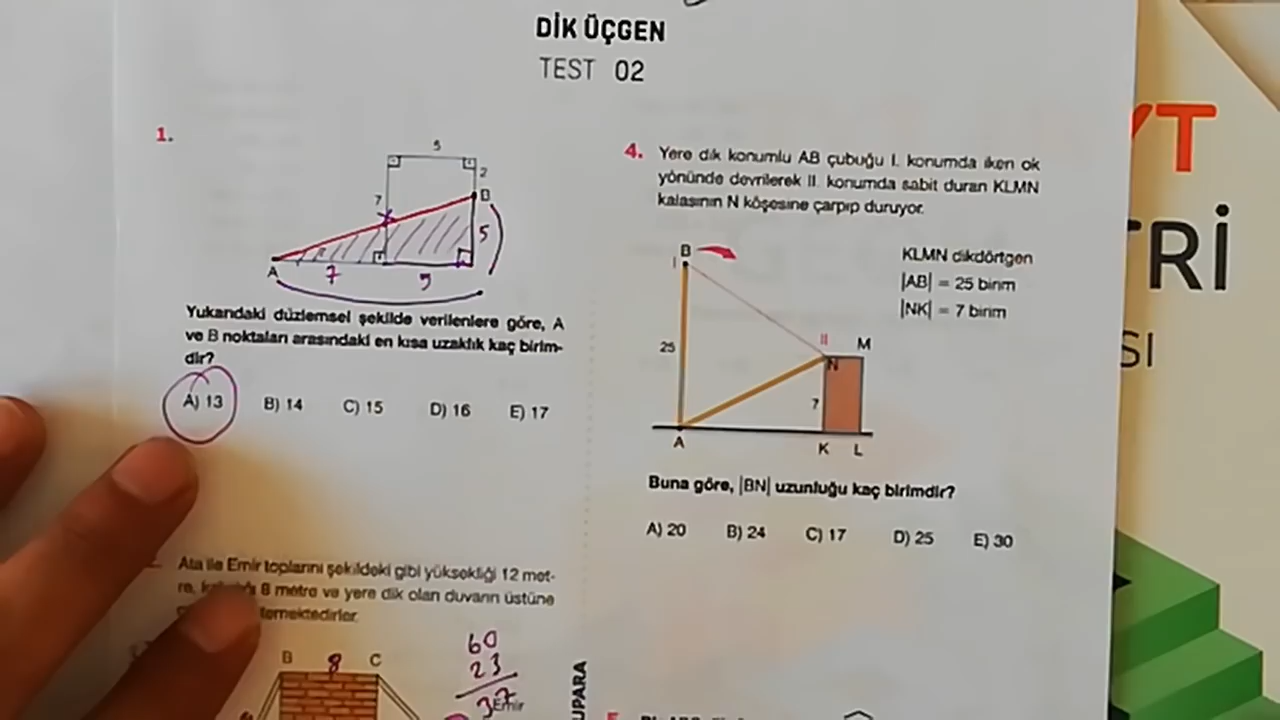 DİK ÜÇGEN
TEST 02
1.
5
2
7
B
5
A
7
5
Yukarıdaki düzlemsel şekilde verilenlere göre, A
ve B noktaları arasındaki en kısa uzaklık kaç birim-
dir?
A) 13 B) 14 C) 15 D) 16 E) 17
Ata ile Emir toplarını şekildeki gibi yüksekliği 12 met-
re, 8 metre ve yere dik olan duvarın üstüne
B 8 C
60
23
37
Emir
4. Yere dik konumlu AB çubuğu I. konumda iken ok
yönünde devrilerek II. konumda sabit duran KLMN
kalasının N köşesine çarpıp duruyor.
B
I
II M
N
25
7
A
K L
KLMN dikdörtgen
|AB| = 25 birim
|NK| = 7 birim
Buna göre, |BN| uzunluğu kaç birimdir?
A) 20 B) 24 C) 17 D) 25 E) 30
UPARA
YT
TRİ
SI